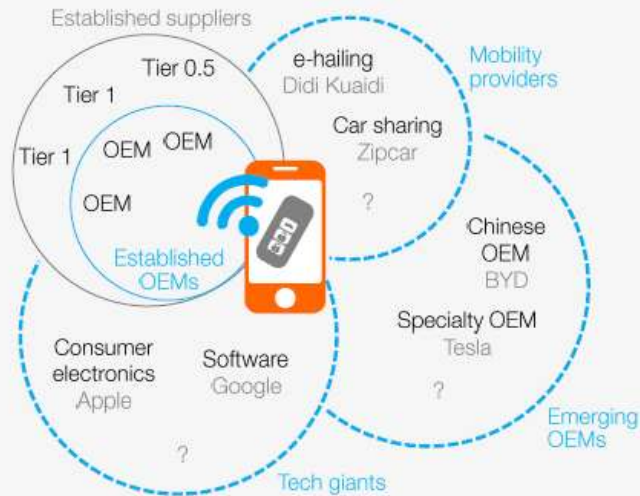 Established suppliers
Tier 0.5
Tier 1
Tier 1
OEM
OEM
OEM
Established
OEMs
e-hailing
Didi Kuaidi
Car sharing
Zipcar
?
Mobility
providers
Chinese
OEM
BYD
Specialty OEM
Tesla
?
Emerging
OEMs
Consumer
electronics
Apple
Software
Google
?
Tech giants